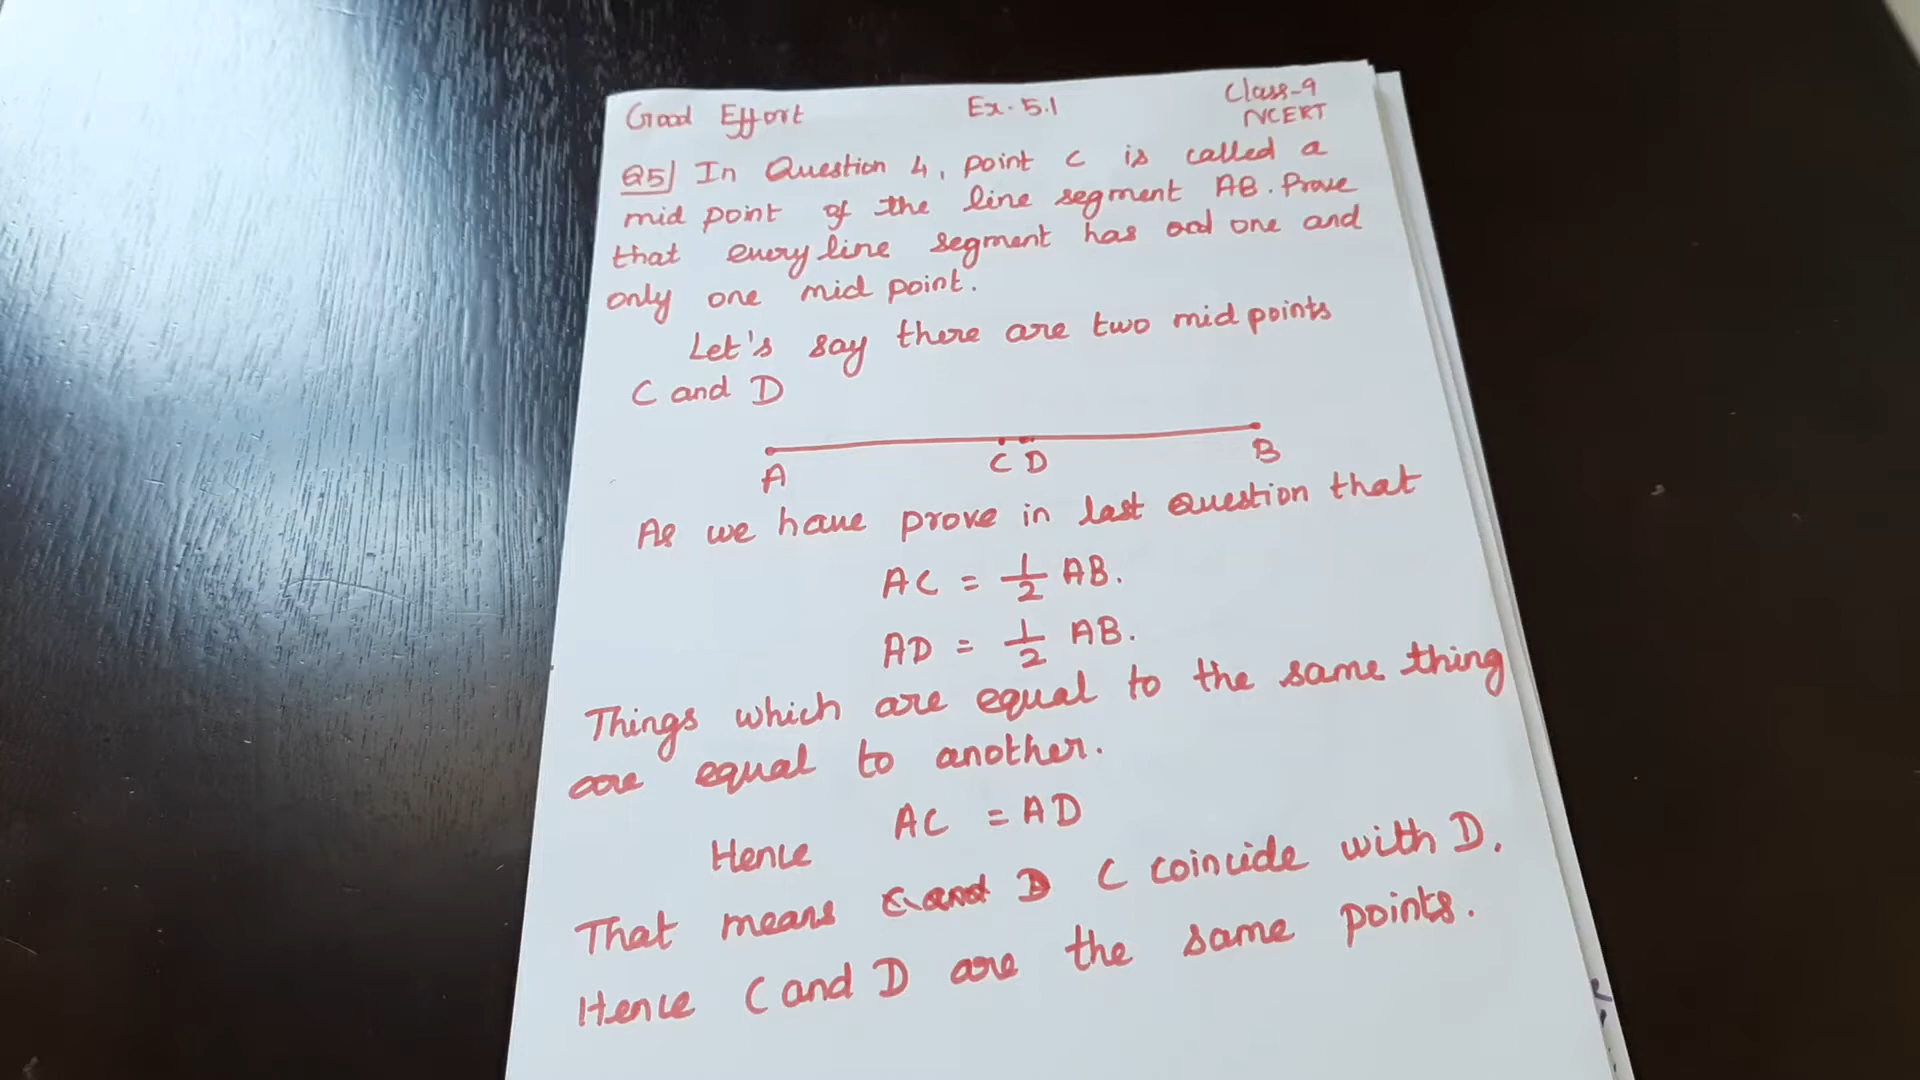 Good Effort Ex. 5.1 Class-9
NCERT
Q5) In Question 4, point C is called a
mid point of the line segment AB. Prove
that every line segment has one and
only one mid point.
Let's say there are two mid points
C and D
A C D B
As we have prove in last Question that
AC = 1/2 AB.
AD = 1/2 AB.
Things which are equal to the same thing
are equal to another.
Hence AC = AD
That means C and D C coincide with D.
Hence C and D are the same points.